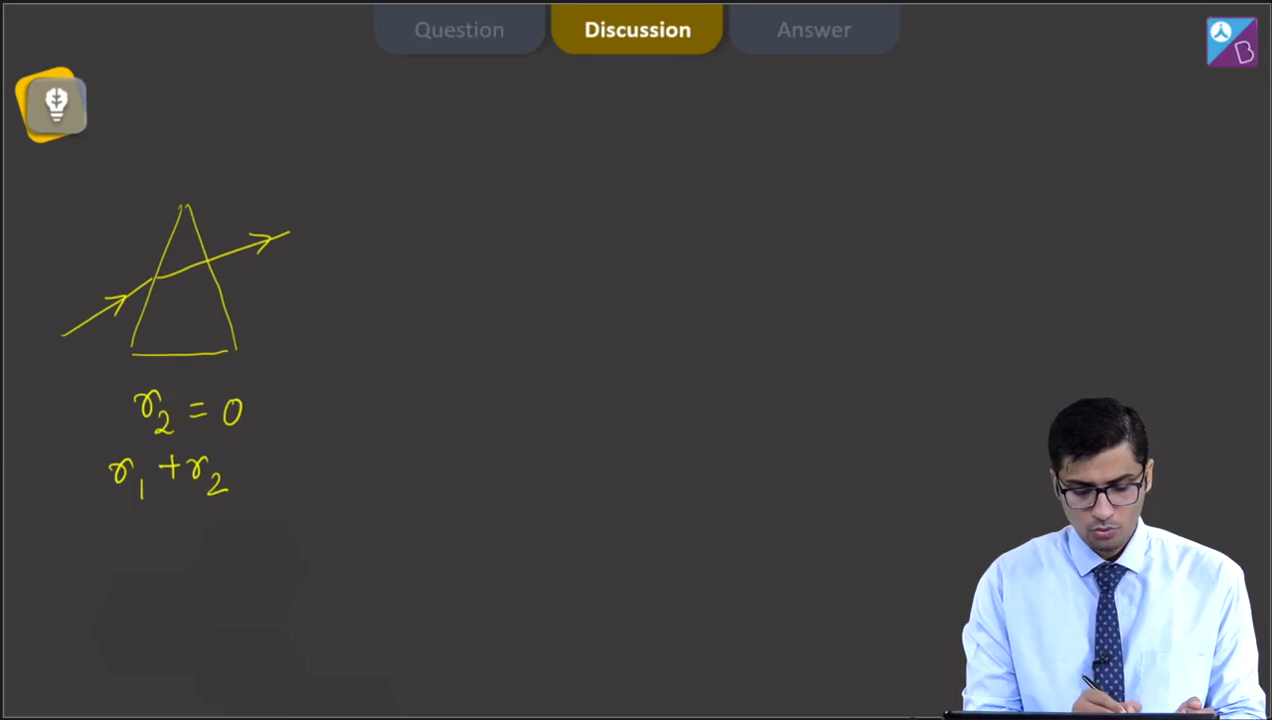 Question
Discussion
Answer
B
r₂ = 0
r₁ + r₂